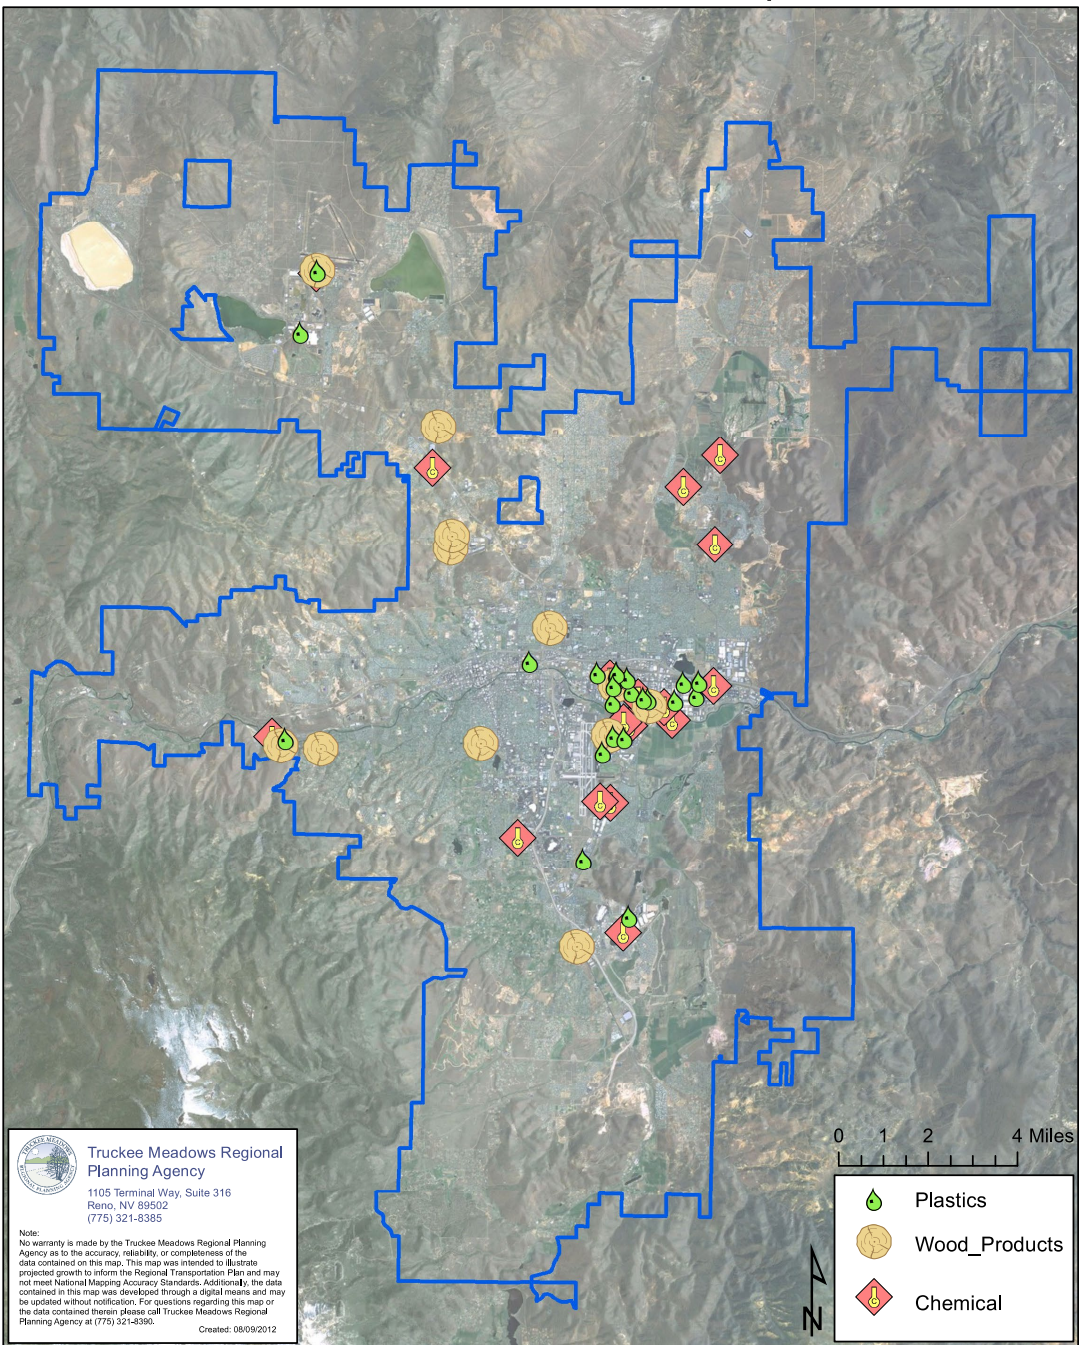 0 1 2 4 Miles
TRUCKEE MEADOWS
REGIONAL PLANNING AGENCY
Truckee Meadows Regional
Planning Agency
1105 Terminal Way, Suite 316
Reno, NV 89502
(775) 321-8385
Note:
No warranty is made by the Truckee Meadows Regional Planning
Agency as to the accuracy, reliability, or completeness of the
data contained on this map. This map was intended to illustrate
projected growth to inform the Regional Transportation Plan and may
not meet National Mapping Accuracy Standards. Additionally, the data
contained in this map was developed through a digital means and may
be updated without notification. For questions regarding this map or
the data contained therein please call Truckee Meadows Regional
Planning Agency at (775) 321-8390.
Created: 08/09/2012
N
Plastics
Wood_Products
Chemical